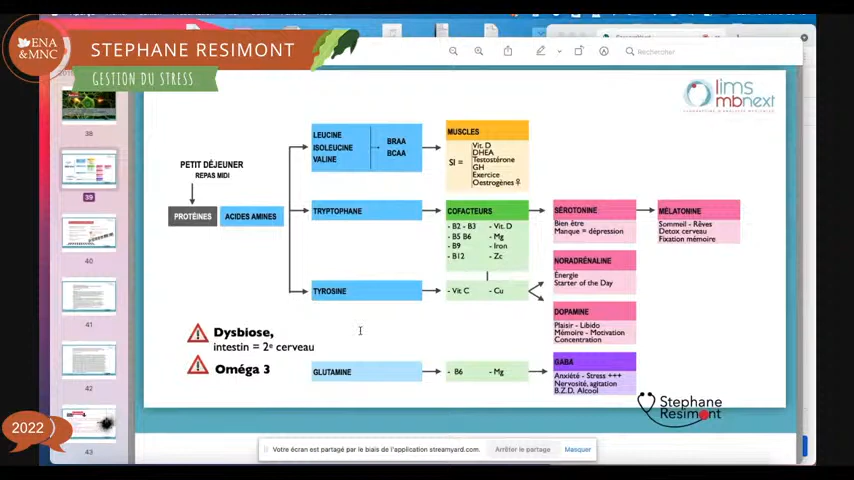 ENA
&MNC
STEPHANE RESIMONT
GESTION DU STRESS
Rechercher
lims
mbnext
38
39
40
41
42
43
PETIT DÉJEUNER
REPAS MIDI
PROTÉINES
ACIDES AMINES
LEUCINE
ISOLEUCINE
VALINE
BRAA
BCAA
MUSCLES
SI =
Vit. D
DHEA
Testostérone
GH
Exercice
Oestrogènes ♀
TRYPTOPHANE
COFACTEURS
- B2 - B3
- Vit. D
- B5 B6
- Mg
- B9
- Iron
- B12
- Zc
SÉROTONINE
Bien être
Manque = dépression
MÉLATONINE
Sommeil - Rêves
Detox cerveau
Fixation mémoire
NORADRÉNALINE
Énergie
Starter of the Day
TYROSINE
- Vit C
- Cu
DOPAMINE
Plaisir - Libido
Mémoire - Motivation
Concentration
Dysbiose,
intestin = 2e cerveau
Oméga 3
GLUTAMINE
- B6
- Mg
GABA
Anxiété - Stress +++
Nervosité, agitation
B.Z.D. Alcool
Stephane
Resimont
2022
Votre écran est partagé par le biais de l'application streamyard.com.
Arrêter le partage
Masquer